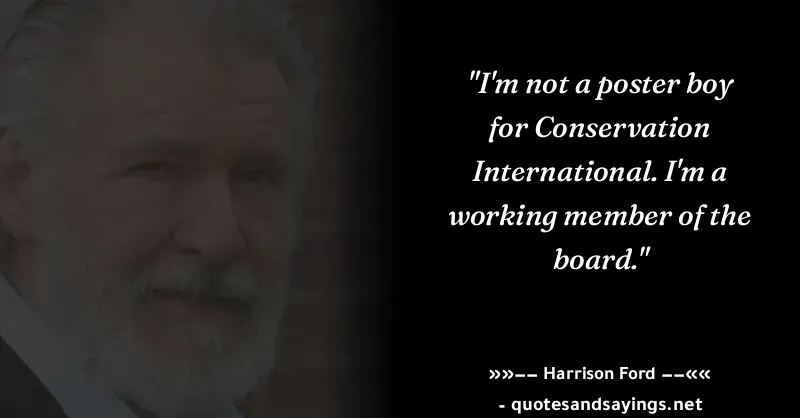 "I'm not a poster boy
for Conservation
International. I'm a
working member of the
board."
»»−− Harrison Ford −−««
- quotesandsayings.net